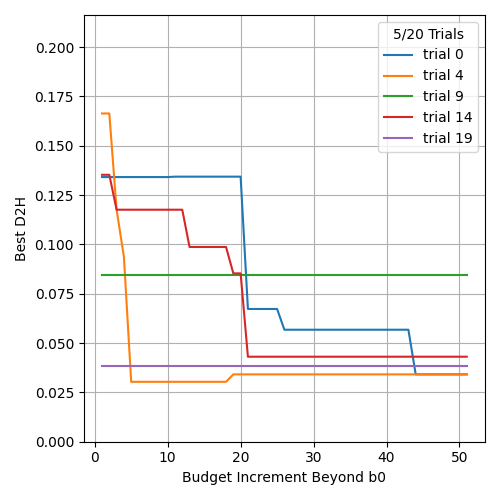 5/20 Trials
trial 0
trial 4
trial 9
trial 14
trial 19
0.200
0.175
0.150
0.125
0.100
0.075
0.050
0.025
0.000
Best D2H
0 10 20 30 40 50
Budget Increment Beyond b0